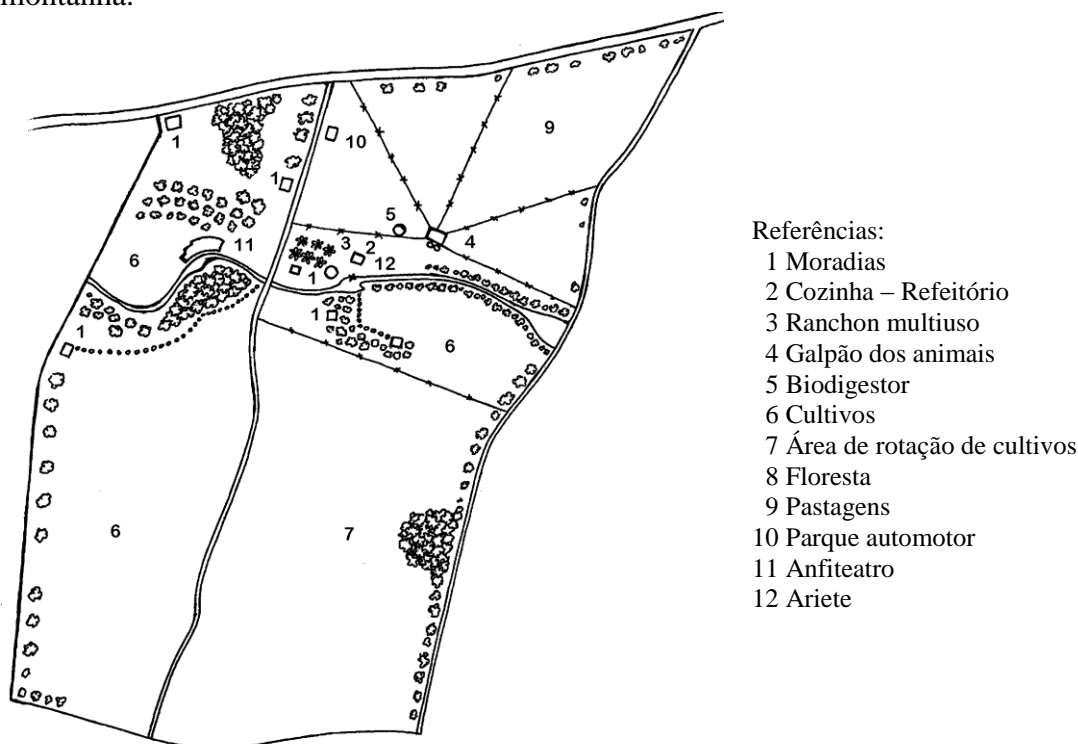 montanha.
1
10
9
1
5
4
3
2
11
12
6
1
1
1
6
6
7
Referências:
1 Moradias
2 Cozinha – Refeitório
3 Ranchon multiuso
4 Galpão dos animais
5 Biodigestor
6 Cultivos
7 Área de rotação de cultivos
8 Floresta
9 Pastagens
10 Parque automotor
11 Anfiteatro
12 Ariete